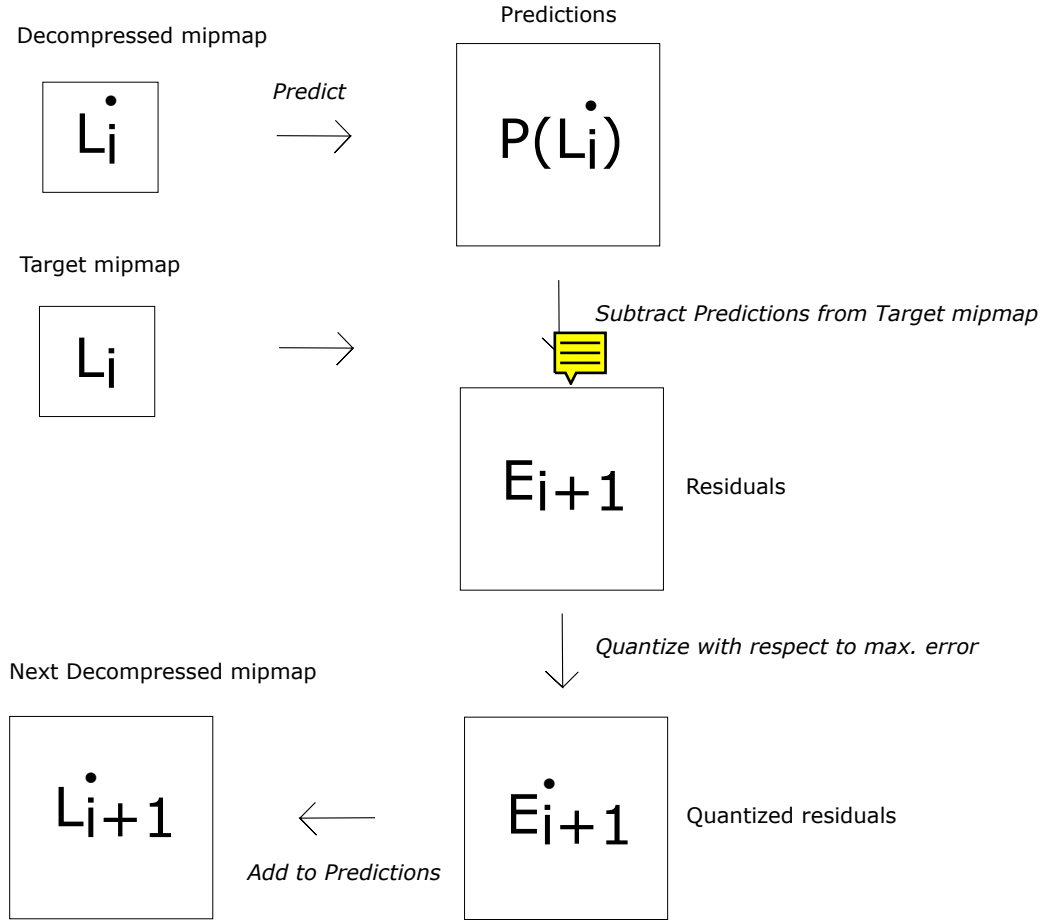 Predictions
Decompressed mipmap
Predict
L•i
P(L•i)
Target mipmap
Subtract Predictions from Target mipmap
Li
Ei+1
Residuals
Quantize with respect to max. error
Next Decompressed mipmap
L•i+1
E•i+1
Quantized residuals
Add to Predictions